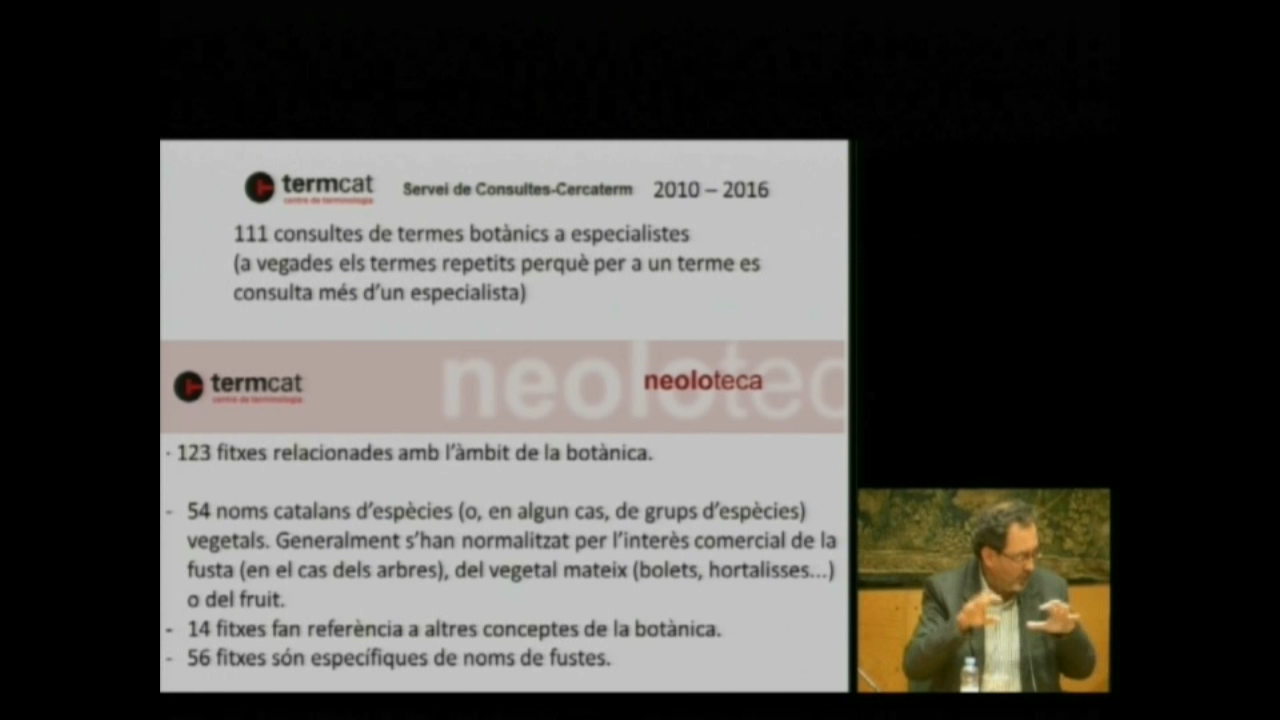 termcat Servei de Consultes-Cercaterm 2010 – 2016
centre de terminologia
111 consultes de termes botànics a especialistes
(a vegades els termes repetits perquè per a un terme es
consulta més d'un especialista)
neolotec
termcat neoloteca
centre de terminologia
· 123 fitxes relacionades amb l'àmbit de la botànica.
- 54 noms catalans d'espècies (o, en algun cas, de grups d'espècies)
vegetals. Generalment s'han normalitzat per l'interès comercial de la
fusta (en el cas dels arbres), del vegetal mateix (bolets, hortalisses...)
o del fruit.
- 14 fitxes fan referència a altres conceptes de la botànica.
- 56 fitxes són específiques de noms de fustes.